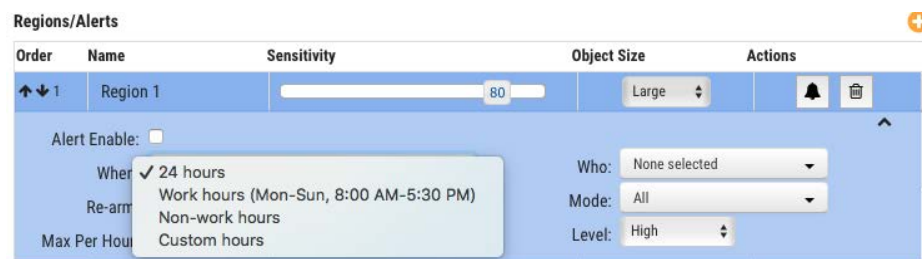 Regions/Alerts
Order Name Sensitivity Object Size Actions
1 Region 1 80 Large
Alert Enable:
When 24 hours Who: None selected
Work hours (Mon-Sun, 8:00 AM-5:30 PM)
Re-arm Mode: All
Non-work hours
Max Per Hour Custom hours Level: High